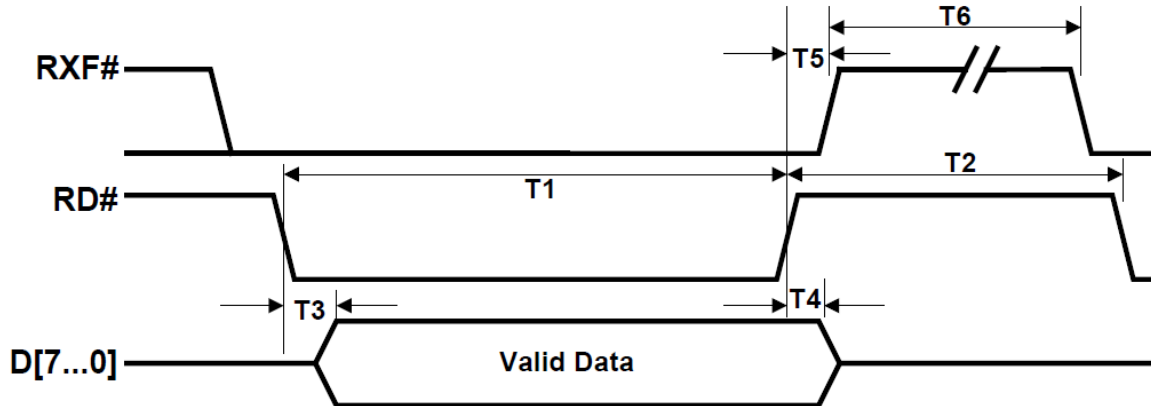 T6
T5
RXF#
T1
T2
RD#
T3
T4
D[7...0]
Valid Data